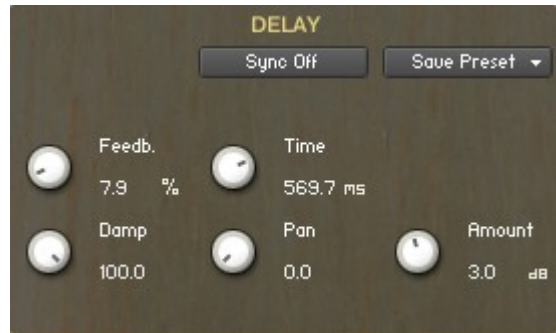 DELAY
Sync Off Save Preset
Feedb. Time
7.9 % 569.7 ms
Damp Pan Amount
100.0 0.0 3.0 dB